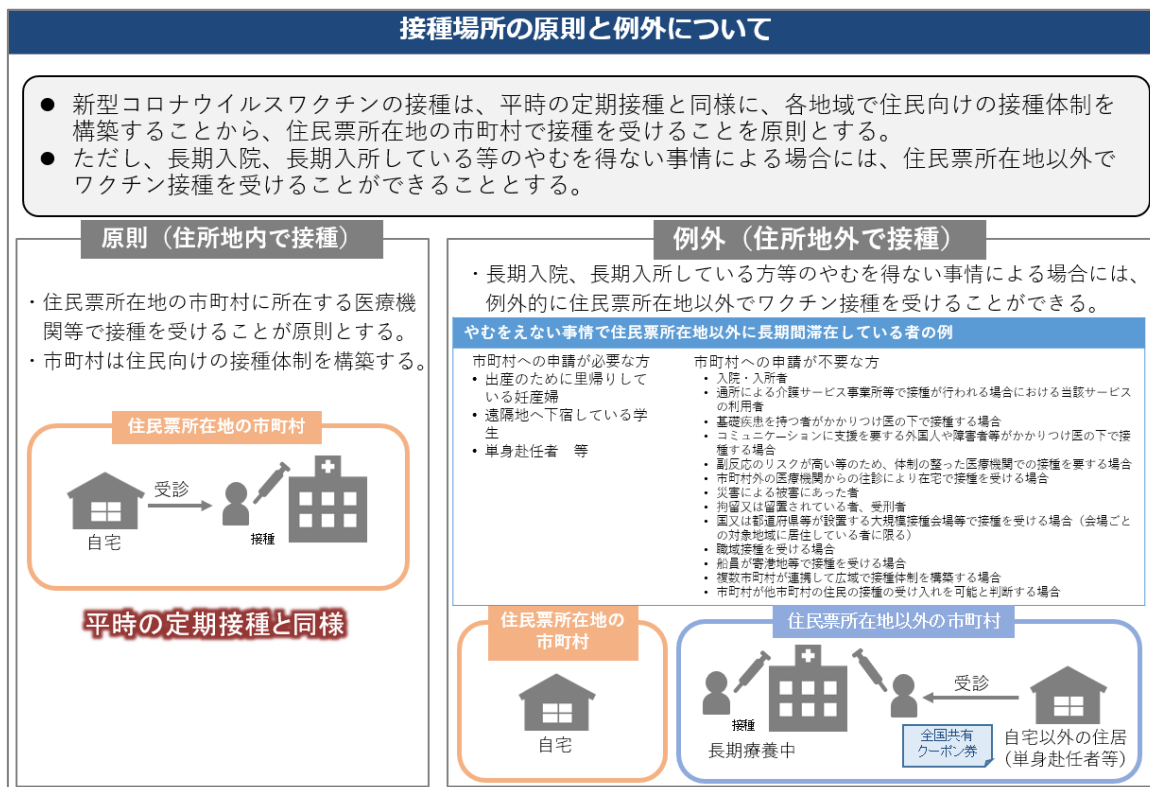 接種場所の原則と例外について
● 新型コロナウイルスワクチンの接種は、平時の定期接種と同様に、各地域で住民向けの接種体制を
構築することから、住民票所在地の市町村で接種を受けることを原則とする。
● ただし、長期入院、長期入所している等のやむを得ない事情による場合には、住民票所在地以外で
ワクチン接種を受けることができることとする。
原則（住所地内で接種）
・住民票所在地の市町村に所在する医療機
関等で接種を受けることが原則とする。
・市町村は住民向けの接種体制を構築する。
住民票所在地の市町村
受診
自宅
接種
平時の定期接種と同様
例外（住所地外で接種）
・長期入院、長期入所している方等のやむを得ない事情による場合には、
例外的に住民票所在地以外でワクチン接種を受けることができる。
やむをえない事情で住民票所在地以外に長期間滞在している者の例
市町村への申請が必要な方
• 出産のために里帰りして
いる妊産婦
• 遠隔地へ下宿している学
生
• 単身赴任者　等
市町村への申請が不要な方
• 入院・入所者
• 通所による介護サービス事業所等で接種が行われる場合における当該サービス
の利用者
• 基礎疾患を持つ者がかかりつけ医の下で接種する場合
• コミュニケーションに支援を要する外国人や障害者等がかかりつけ医の下で接
種する場合
• 副反応のリスクが高い等のため、体制の整った医療機関での接種を要する場合
• 市町村外の医療機関からの往診により在宅で接種を受ける場合
• 災害による被害にあった者
• 拘留又は留置されている者、受刑者
• 国又は都道府県等が設置する大規模接種会場等で接種を受ける場合（会場ごと
の対象地域に居住している者に限る）
• 職域接種を受ける場合
• 船員が寄港地等で接種を受ける場合
• 複数市町村が連携して広域で接種体制を構築する場合
• 市町村が他市町村の住民の接種の受け入れを可能と判断する場合
住民票所在地の
市町村
自宅
住民票所在地以外の市町村
接種
長期療養中
受診
全国共有
クーポン券
自宅以外の住居
(単身赴任者等)